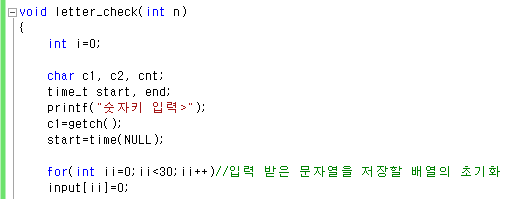 void letter_check(int n)
{
int i=0;
char c1, c2, cnt;
time_t start, end;
printf("숫자키 입력>");
c1=getch();
start=time(NULL);
for(int ii=0;ii<30;ii++)//입력 받은 문자열을 저장할 배열의 초기화
input[ii]=0;